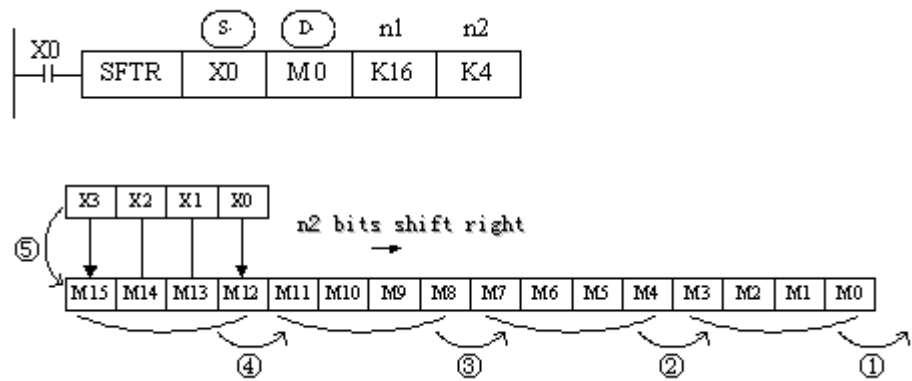 S· D· n1 n2
X0
SFTR X0 M0 K16 K4
X3 X2 X1 X0
n2 bits shift right
⑤
M15 M14 M13 M12 M11 M10 M9 M8 M7 M6 M5 M4 M3 M2 M1 M0
④ ③ ② ①